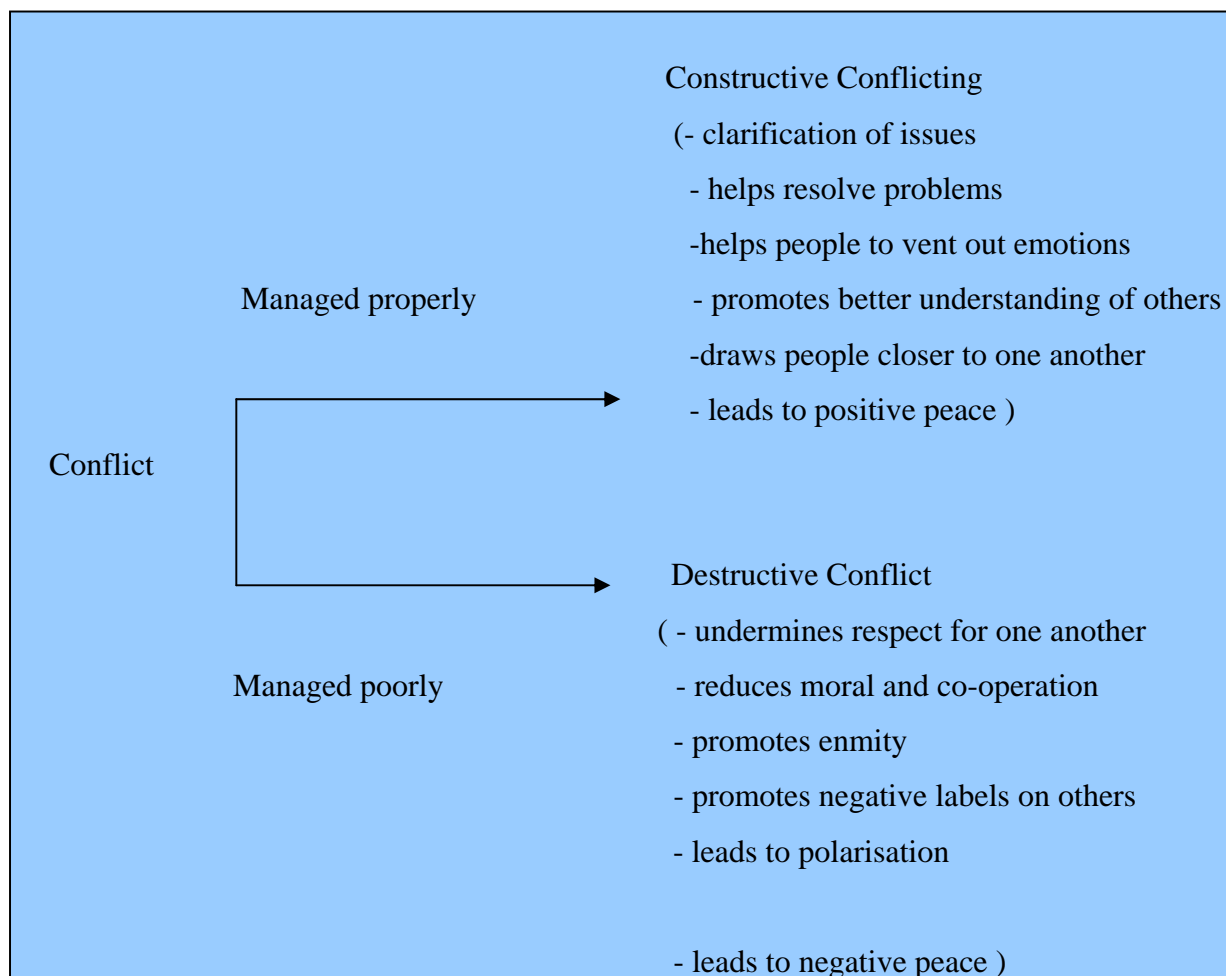 Constructive Conflicting
(- clarification of issues
- helps resolve problems
-helps people to vent out emotions
Managed properly
- promotes better understanding of others
-draws people closer to one another
- leads to positive peace )
Conflict
Destructive Conflict
( - undermines respect for one another
Managed poorly
- reduces moral and co-operation
- promotes enmity
- promotes negative labels on others
- leads to polarisation
- leads to negative peace )